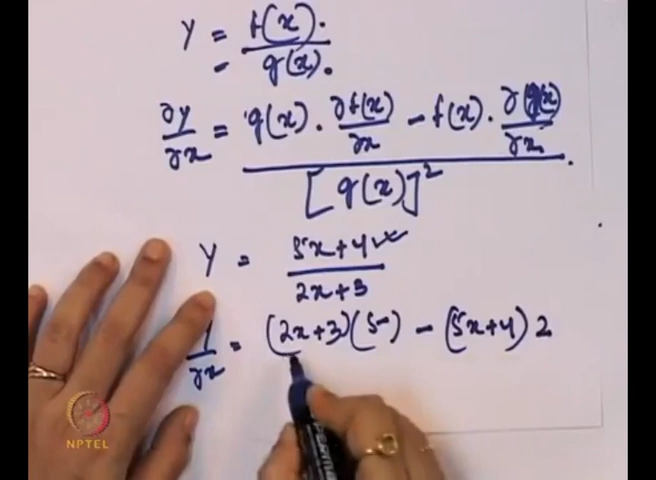 y = f(x).
g(x).
∂y/∂x = g(x) · ∂f(x)/∂x − f(x) · ∂(g(x))/∂x
[g(x)]²
y = 5x+4
2x+3
y/∂x = (2x+3)(5) − (5x+4) 2
NPTEL